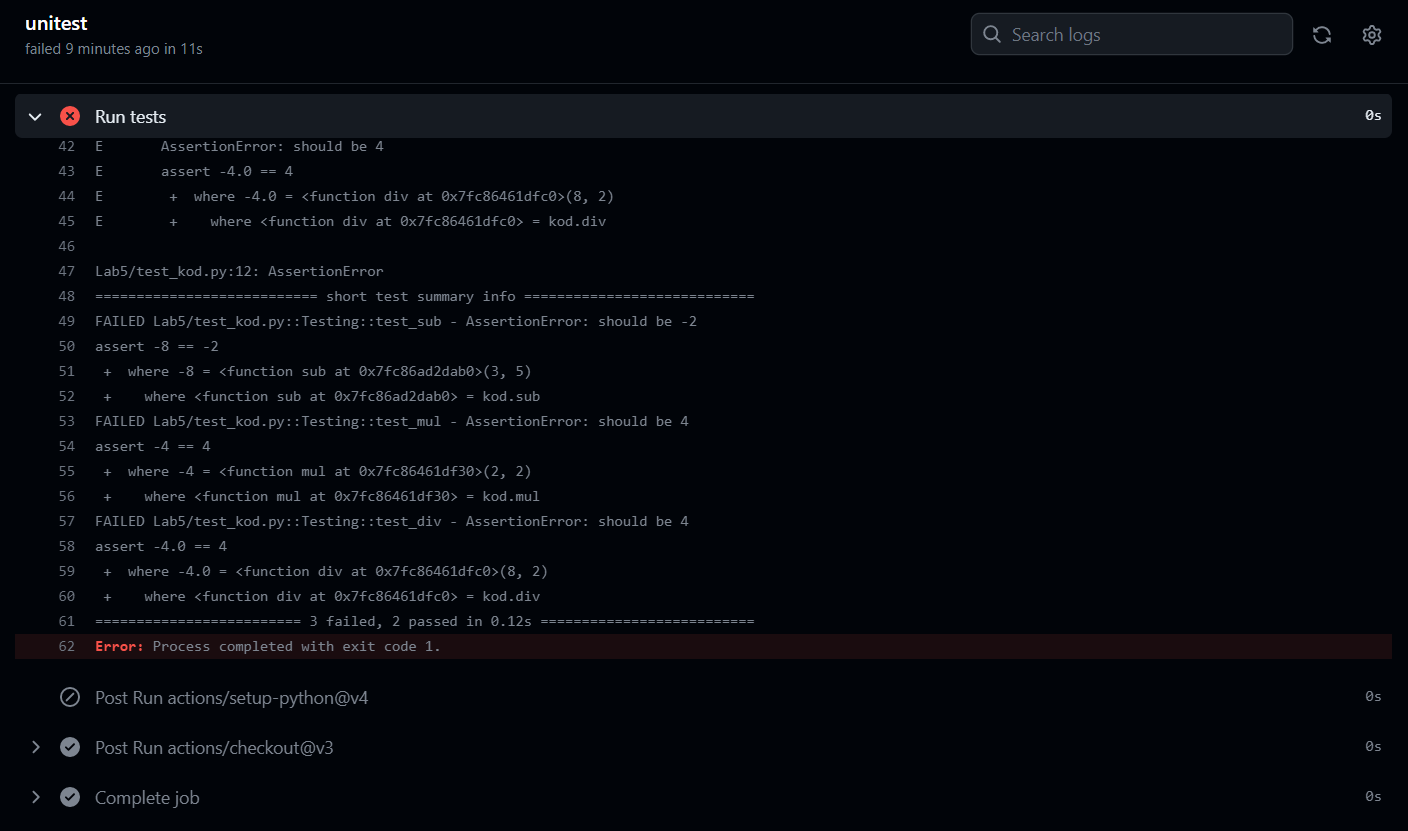 unitest
failed 9 minutes ago in 11s
Search logs
Run tests 0s
42 E       AssertionError: should be 4
43 E       assert -4.0 == 4
44 E        +  where -4.0 = <function div at 0x7fc86461dfc0>(8, 2)
45 E        +    where <function div at 0x7fc86461dfc0> = kod.div
46
47 Lab5/test_kod.py:12: AssertionError
48 =========================== short test summary info ============================
49 FAILED Lab5/test_kod.py::Testing::test_sub - AssertionError: should be -2
50 assert -8 == -2
51  +  where -8 = <function sub at 0x7fc86ad2dab0>(3, 5)
52  +    where <function sub at 0x7fc86ad2dab0> = kod.sub
53 FAILED Lab5/test_kod.py::Testing::test_mul - AssertionError: should be 4
54 assert -4 == 4
55  +  where -4 = <function mul at 0x7fc86461df30>(2, 2)
56  +    where <function mul at 0x7fc86461df30> = kod.mul
57 FAILED Lab5/test_kod.py::Testing::test_div - AssertionError: should be 4
58 assert -4.0 == 4
59  +  where -4.0 = <function div at 0x7fc86461dfc0>(8, 2)
60  +    where <function div at 0x7fc86461dfc0> = kod.div
61 ========================= 3 failed, 2 passed in 0.12s ==========================
62 Error: Process completed with exit code 1.
Post Run actions/setup-python@v4 0s
Post Run actions/checkout@v3 0s
Complete job 0s